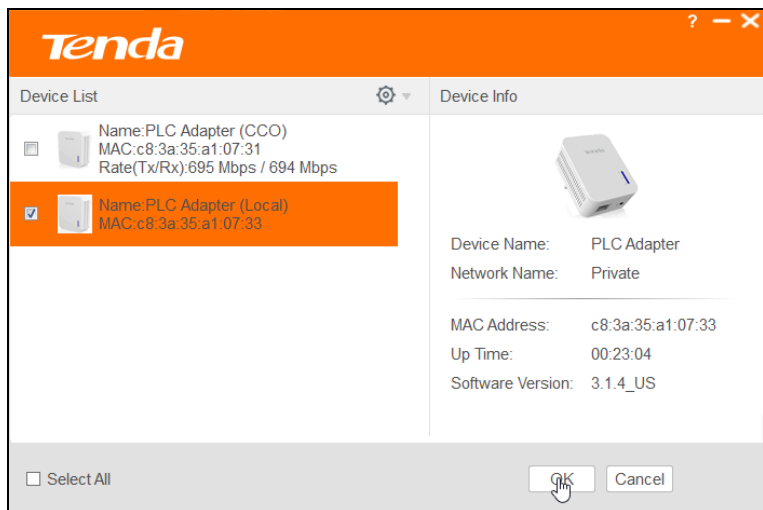 Tenda
? — ✕
Device List
Name:PLC Adapter (CCO)
MAC:c8:3a:35:a1:07:31
Rate(Tx/Rx):695 Mbps / 694 Mbps
Name:PLC Adapter (Local)
MAC:c8:3a:35:a1:07:33
Device Info
Device Name: PLC Adapter
Network Name: Private
MAC Address: c8:3a:35:a1:07:33
Up Time: 00:23:04
Software Version: 3.1.4_US
Select All
OK
Cancel